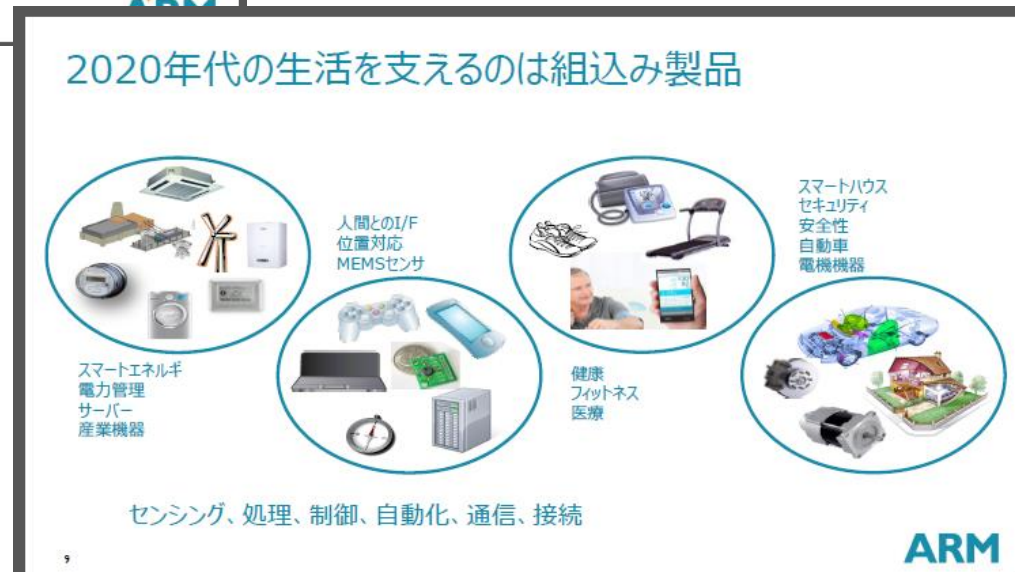 ARM
2020年代の生活を支えるのは組込み製品
スマートエネルギ
電力管理
サーバー
産業機器
人間とのI/F
位置対応
MEMSセンサ
健康
フィットネス
医療
スマートハウス
セキュリティ
安全性
自動車
電機機器
センシング、処理、制御、自動化、通信、接続
9
ARM